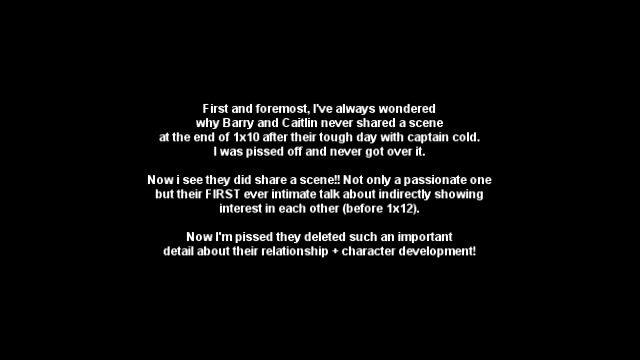 First and foremost, I've always wondered
why Barry and Caitlin never shared a scene
at the end of 1x10 after their tough day with captain cold.
I was pissed off and never got over it.
Now i see they did share a scene!! Not only a passionate one
but their FIRST ever intimate talk about indirectly showing
interest in each other (before 1x12).
Now I'm pissed they deleted such an important
detail about their relationship + character development!